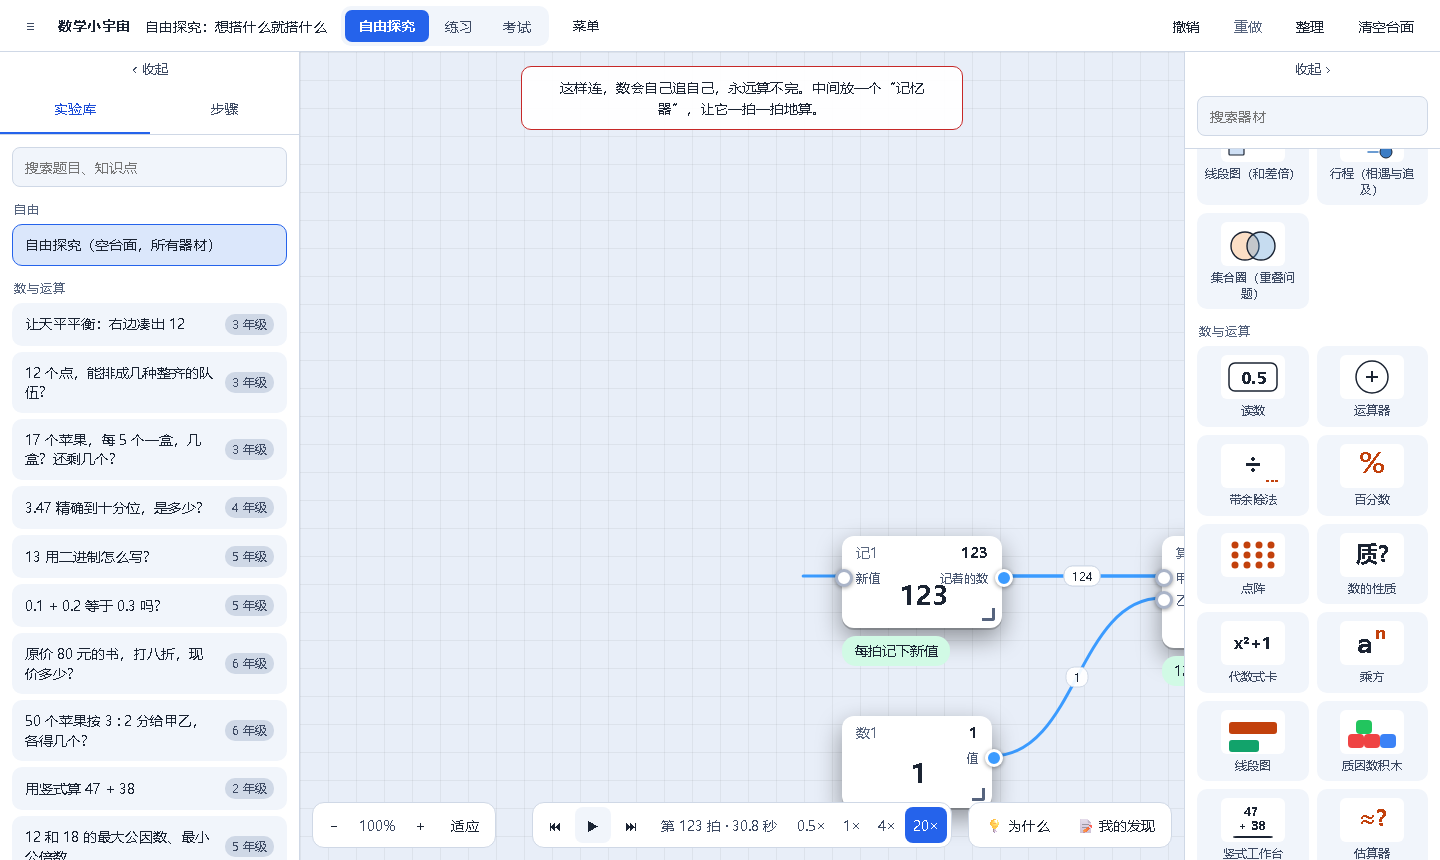 ≡ 数学小宇宙 自由探究：想搭什么就搭什么 自由探究 练习 考试 菜单 撤销 重做 整理 清空台面
‹ 收起
实验库 步骤
搜索题目、知识点
自由
自由探究（空台面，所有器材）
数与运算
让天平平衡：右边凑出 12 3 年级
12 个点，能排成几种整齐的队
伍？
3 年级
17 个苹果，每 5 个一盒，几
盒？还剩几个？
3 年级
3.47 精确到十分位，是多少？ 4 年级
13 用二进制怎么写？ 5 年级
0.1 + 0.2 等于 0.3 吗？ 5 年级
原价 80 元的书，打八折，现
价多少？
6 年级
50 个苹果按 3 : 2 分给甲乙，
各得几个？
6 年级
用竖式算 47 + 38 2 年级
12 和 18 的最大公因数、最小
公倍数
5 年级
这样连，数会自己追自己，永远算不完。中间放一个“记忆
器”，让它一拍一拍地算。
记1 123
新值 记着的数
123
每拍记下新值
124
1
数1 1
值
1
算
甲
乙
12
− 100% + 适应
⏮ ▶ ⏭ 第 123 拍 · 30.8 秒 0.5× 1× 4× 20×
为什么 我的发现
收起 ›
搜索器材
线段图（和差倍） 行程（相遇与追
及）
集合圈（重叠问
题）
数与运算
0.5
读数
+
运算器
÷ ...
带余除法
%
百分数
点阵
质?
数的性质
x²+1
代数式卡
aⁿ
乘方
线段图
质因数积木
47
+ 38
竖式工作台
≈?
估算器